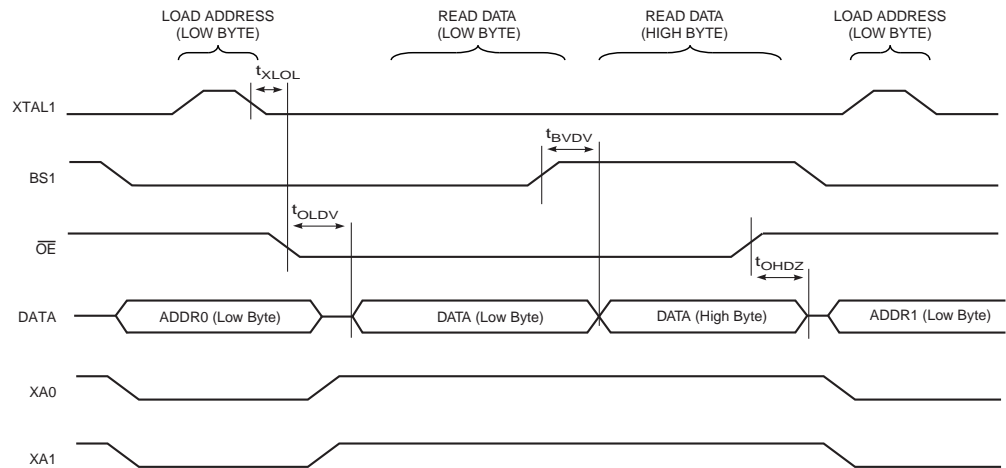 LOAD ADDRESS
(LOW BYTE)
READ DATA
(LOW BYTE)
READ DATA
(HIGH BYTE)
LOAD ADDRESS
(LOW BYTE)
tXLOL
XTAL1
tBVDV
BS1
tOLDV
OE
tOHDZ
DATA
ADDR0 (Low Byte)
DATA (Low Byte)
DATA (High Byte)
ADDR1 (Low Byte)
XA0
XA1